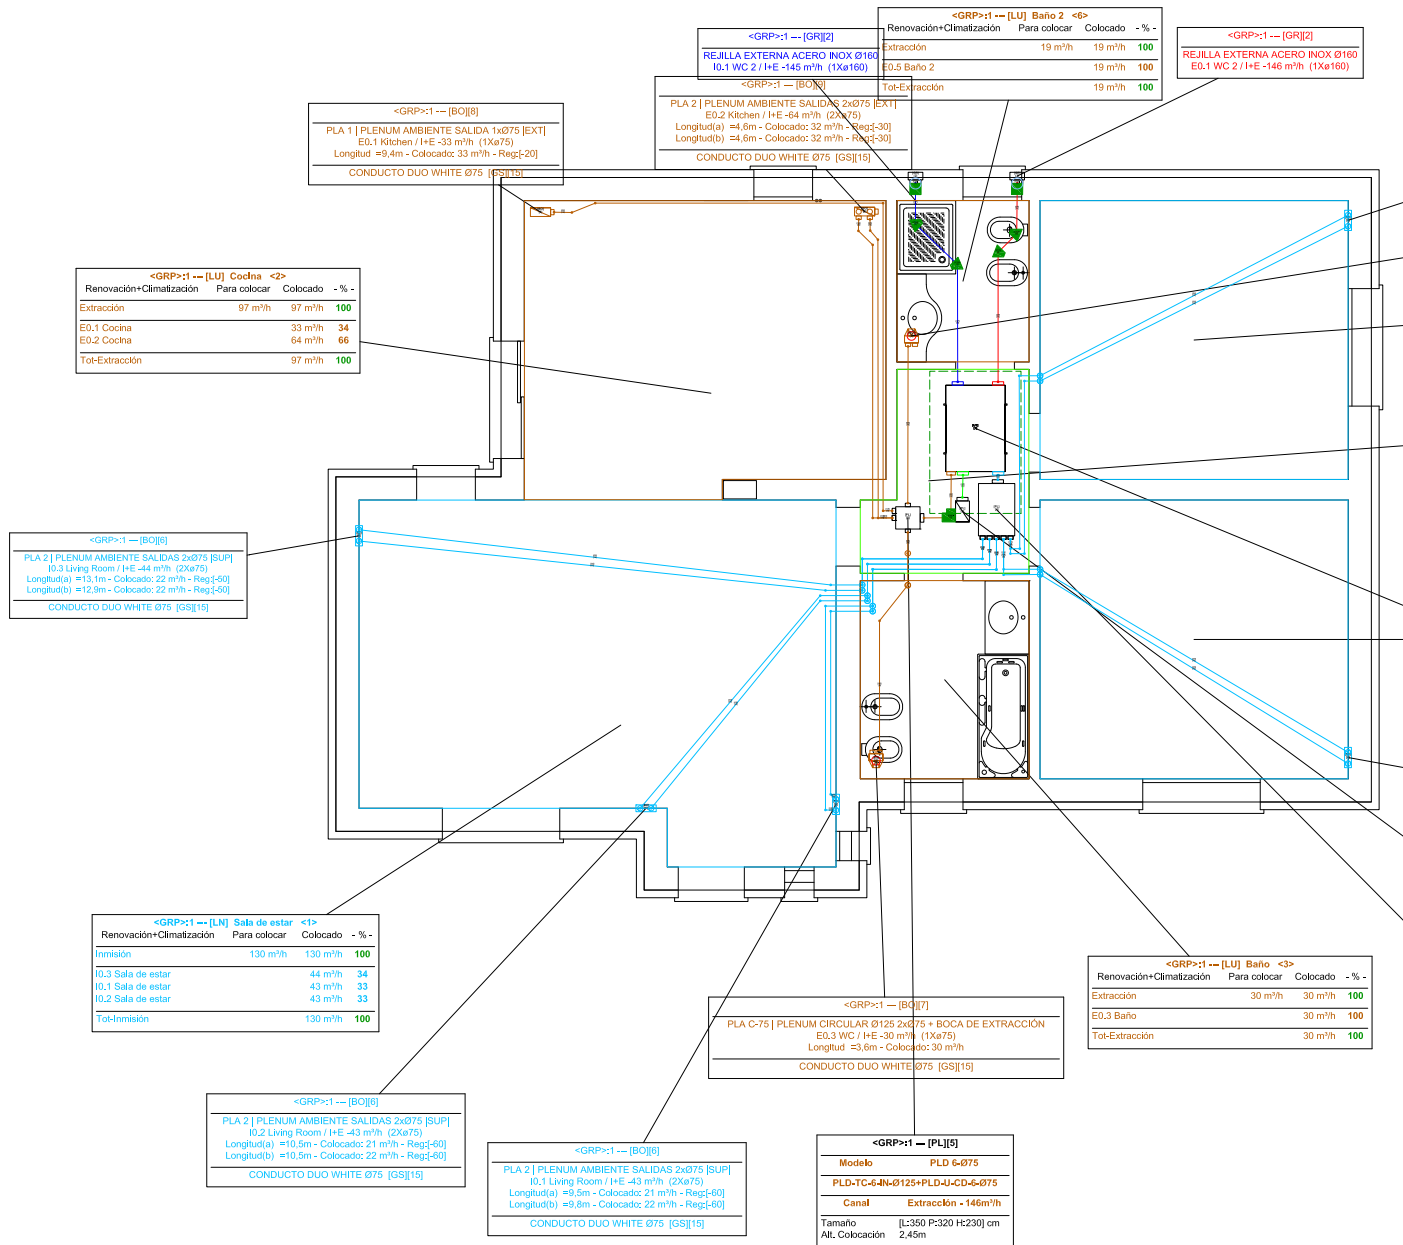 <GRP>:1 --- [GR][2]
REJILLA EXTERNA ACERO INOX Ø160
I0.1 WC 2 / I+E -145 m³/h (1Xø160)
<GRP>:1 --- [LU] Baño 2 <6>
Renovación+Climatización Para colocar Colocado - % -
Extracción 19 m³/h 19 m³/h 100
E0.5 Baño 2 19 m³/h 100
Tot-Extracción 19 m³/h 100
<GRP>:1 --- [GR][2]
REJILLA EXTERNA ACERO INOX Ø160
E0.1 WC 2 / I+E -146 m³/h (1Xø160)
<GRP>:1 --- [BO][9]
PLA 2 | PLENUM AMBIENTE SALIDAS 2xØ75 |EXT|
E0.2 Kitchen / I+E -64 m³/h (2Xø75)
Longitud(a) =4,6m - Colocado: 32 m³/h - Reg:[-30]
Longitud(b) =4,6m - Colocado: 32 m³/h - Reg:[-30]
CONDUCTO DUO WHITE Ø75 [GS][15]
<GRP>:1 --- [BO][8]
PLA 1 | PLENUM AMBIENTE SALIDA 1xØ75 |EXT|
E0.1 Kitchen / I+E -33 m³/h (1Xø75)
Longitud =9,4m - Colocado: 33 m³/h - Reg:[-20]
CONDUCTO DUO WHITE Ø75 [GS][15]
<GRP>:1 --- [LU] Cocina <2>
Renovación+Climatización Para colocar Colocado - % -
Extracción 97 m³/h 97 m³/h 100
E0.1 Cocina 33 m³/h 34
E0.2 Cocina 64 m³/h 66
Tot-Extracción 97 m³/h 100
<GRP>:1 --- [BO][6]
PLA 2 | PLENUM AMBIENTE SALIDAS 2xØ75 |SUP|
I0.3 Living Room / I+E -44 m³/h (2Xø75)
Longitud(a) =13,1m - Colocado: 22 m³/h - Reg:[-60]
Longitud(b) =12,9m - Colocado: 22 m³/h - Reg:[-60]
CONDUCTO DUO WHITE Ø75 [GS][15]
<GRP>:1 --- [LN] Sala de estar <1>
Renovación+Climatización Para colocar Colocado - % -
Inmisión 130 m³/h 130 m³/h 100
I0.3 Sala de estar 44 m³/h 34
I0.1 Sala de estar 43 m³/h 33
I0.2 Sala de estar 43 m³/h 33
Tot-Inmisión 130 m³/h 100
<GRP>:1 --- [LU] Baño <3>
Renovación+Climatización Para colocar Colocado - % -
Extracción 30 m³/h 30 m³/h 100
E0.3 Baño 30 m³/h 100
Tot-Extracción 30 m³/h 100
<GRP>:1 --- [BO][7]
PLA C-75 | PLENUM CIRCULAR Ø125 2xØ75 + BOCA DE EXTRACCIÓN
E0.3 WC / I+E -30 m³/h (1Xø75)
Longitud =3,6m - Colocado: 30 m³/h
CONDUCTO DUO WHITE Ø75 [GS][15]
<GRP>:1 --- [BO][6]
PLA 2 | PLENUM AMBIENTE SALIDAS 2xØ75 |SUP|
I0.2 Living Room / I+E -43 m³/h (2Xø75)
Longitud(a) =10,5m - Colocado: 21 m³/h - Reg:[-60]
Longitud(b) =10,5m - Colocado: 22 m³/h - Reg:[-60]
CONDUCTO DUO WHITE Ø75 [GS][15]
<GRP>:1 --- [BO][6]
PLA 2 | PLENUM AMBIENTE SALIDAS 2xØ75 |SUP|
I0.1 Living Room / I+E -43 m³/h (2Xø75)
Longitud(a) =9,5m - Colocado: 21 m³/h - Reg:[-60]
Longitud(b) =9,8m - Colocado: 22 m³/h - Reg:[-60]
CONDUCTO DUO WHITE Ø75 [GS][15]
<GRP>:1 --- [PL][5]
Modelo PLD 6-Ø75
PLD-TC-6-IN-Ø125+PLD-U-CD-6-Ø75
Canal Extracción - 146m³/h
Tamaño [L:350 P:320 H:230] cm
Alt. Colocación 2,45m